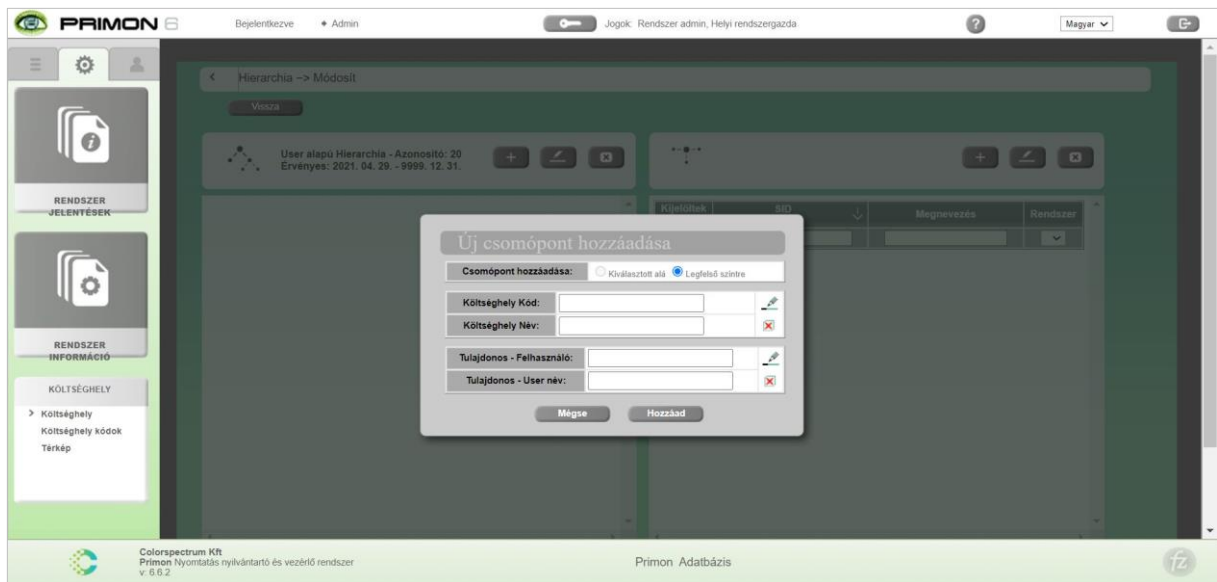 PRIMON 6
Bejelentkezve
Admin
Jogok: Rendszer admin, Helyi rendszergazda
?
Magyar
Hierarchia -> Módosít
Vissza
RENDSZER
JELENTÉSEK
RENDSZER
INFORMÁCIÓ
KÖLTSÉGHELY
> Költséghely
Költséghely kódok
Térkép
User alapú Hierarchia - Azonosító: 20
Érvényes: 2021. 04. 29. - 9999. 12. 31.
Kijelöltek
SID
Megnevezés
Rendszer
Új csomópont hozzáadása
Csomópont hozzáadása:
Kiválasztott alá
Legfelső szintre
Költséghely Kód:
Költséghely Név:
Tulajdonos - Felhasználó:
Tulajdonos - User név:
Mégse
Hozzáad
Colorspectrum Kft
Primon Nyomtatás nyilvántartó és vezérlő rendszer
v: 6.6.2
Primon Adatbázis
fz